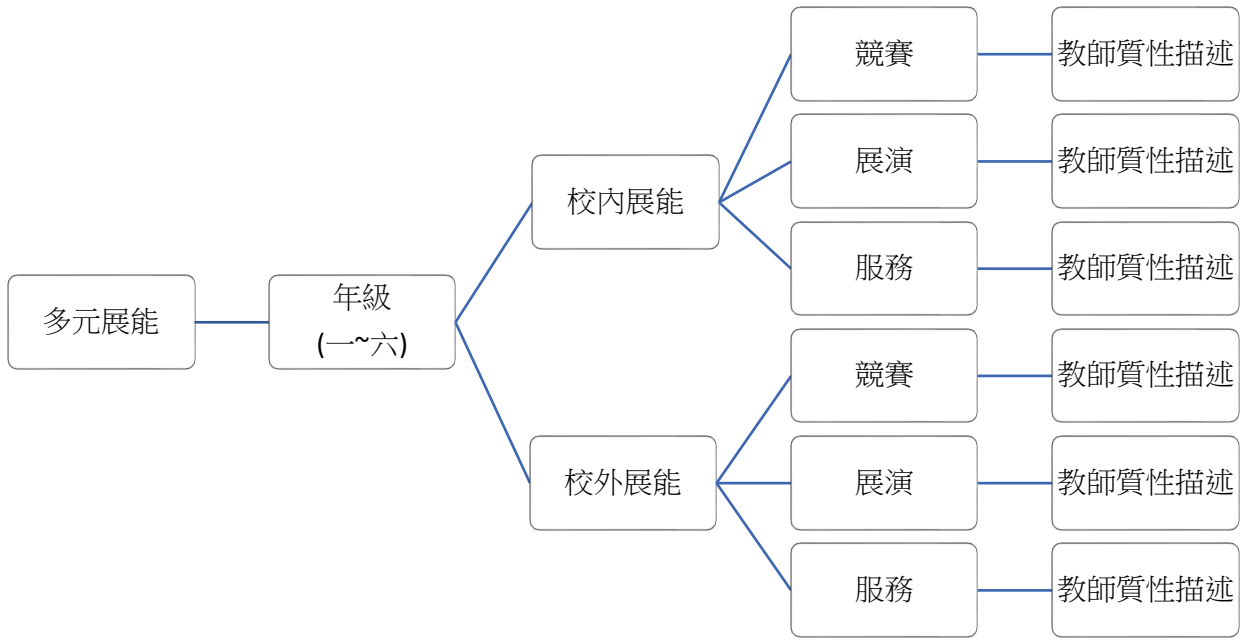 多元展能
年級
(一~六)
校內展能
競賽
教師質性描述
展演
教師質性描述
服務
教師質性描述
校外展能
競賽
教師質性描述
展演
教師質性描述
服務
教師質性描述